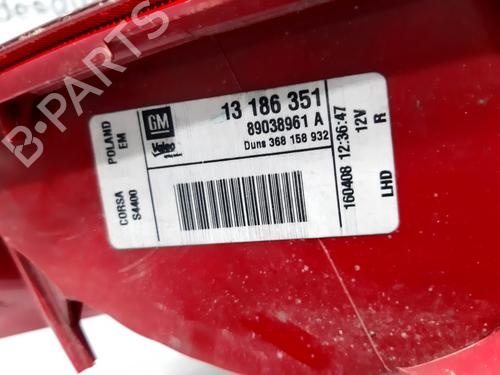 POLAND
EM
CORSA
S4400
GM
Valeo
13 186 351
89038961 A
Duns 368 158 932
160408 12:36:47
12V R
LHD
B-PARTS